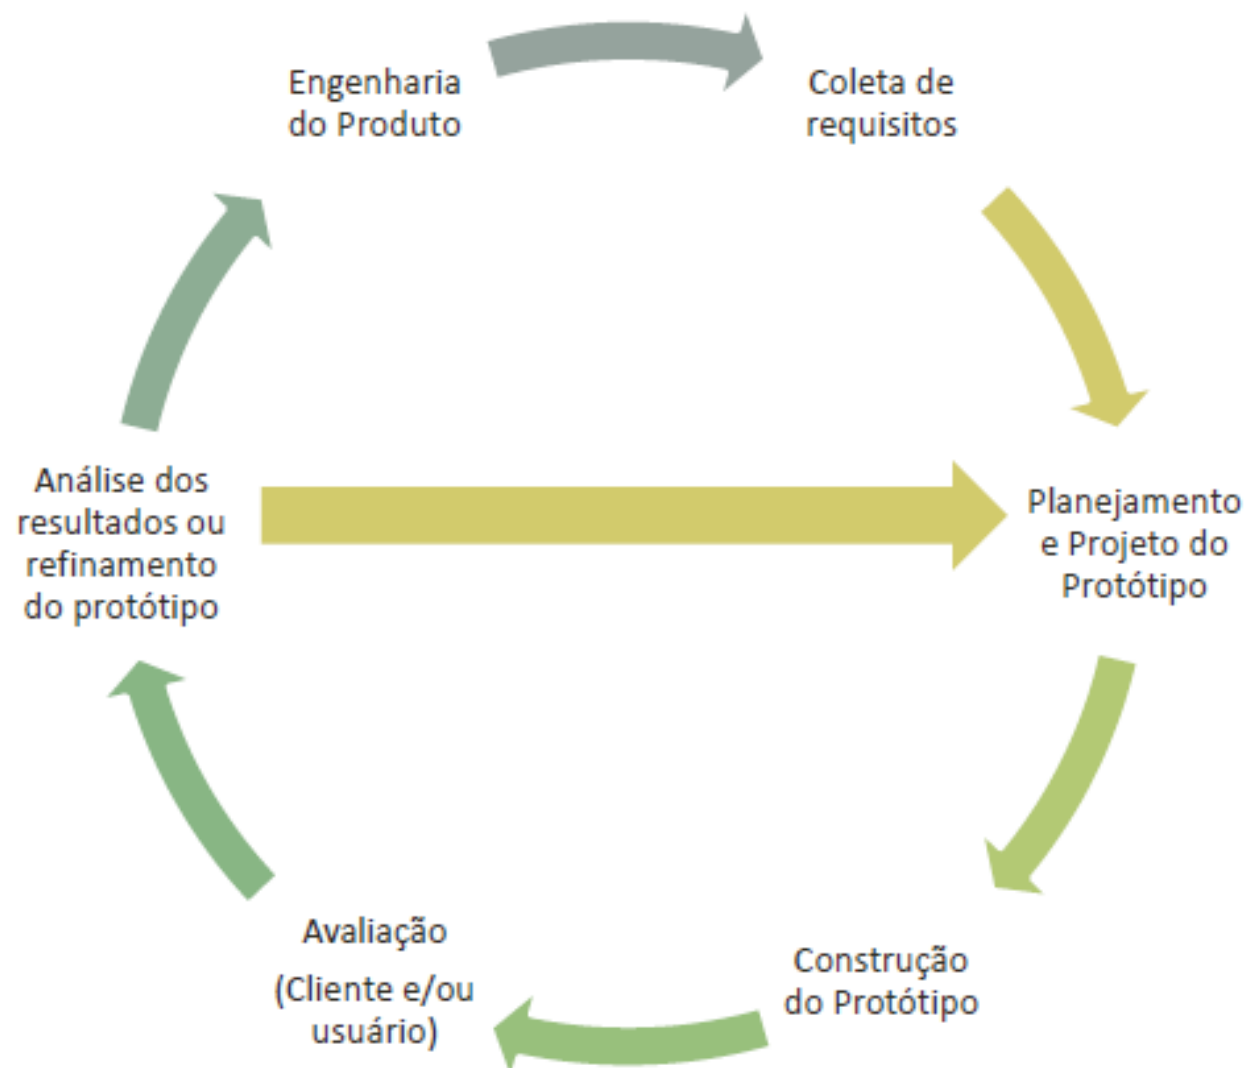 Engenharia
do Produto
Coleta de
requisitos
Análise dos
resultados ou
refinamento
do protótipo
Planejamento
e Projeto do
Protótipo
Avaliação
(Cliente e/ou
usuário)
Construção
do Protótipo